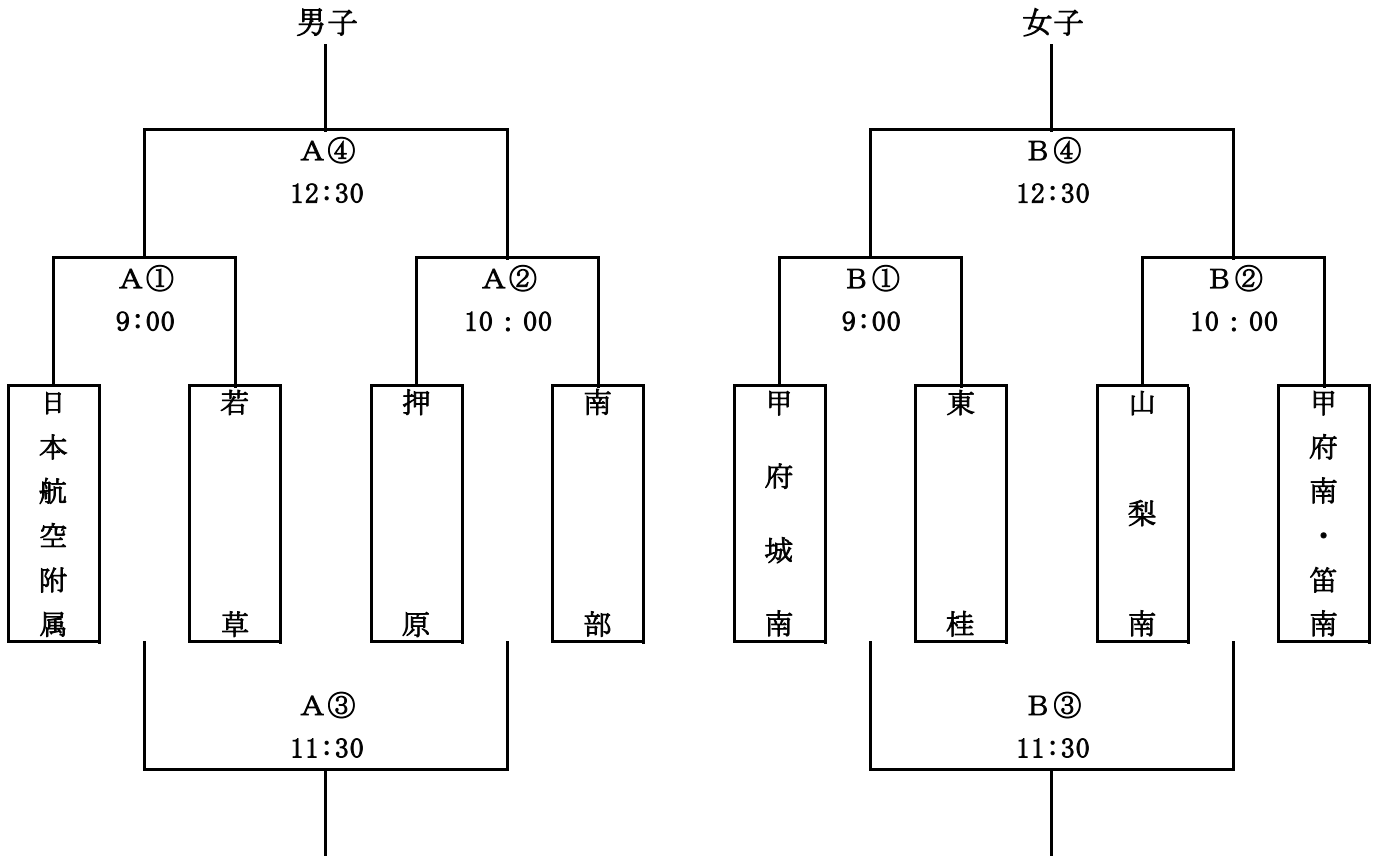 男子
A④
12:30
A①
9:00
A②
10：00
日本航空附属
若草
押原
南部
A③
11:30
女子
B④
12:30
B①
9:00
B②
10：00
甲府城南
東桂
山梨南
甲府南・笛南
B③
11:30